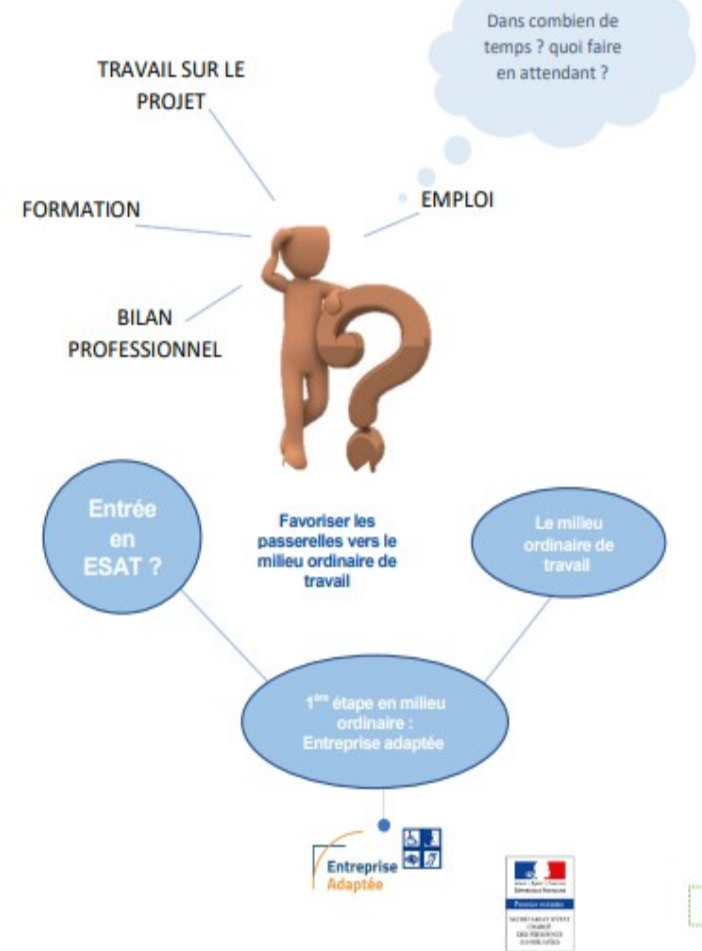 Dans combien de
temps ? quoi faire
en attendant ?
TRAVAIL SUR LE
PROJET
FORMATION
EMPLOI
BILAN
PROFESSIONNEL
Entrée
en
ESAT ?
Favoriser les
passerelles vers le
milieu ordinaire de
travail
Le milieu
ordinaire de
travail
1ère étape en milieu
ordinaire :
Entreprise adaptée
Entreprise
Adaptée